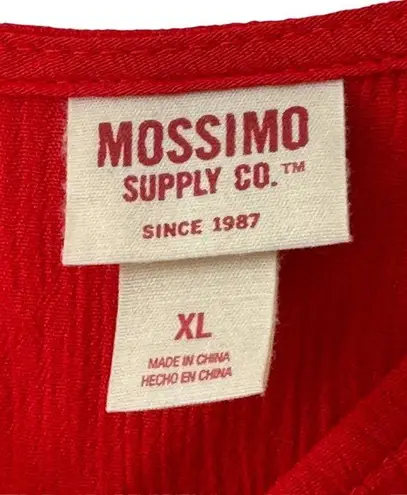 MOSSIMO
SUPPLY CO.™
SINCE 1987
XL
MADE IN CHINA
HECHO EN CHINA